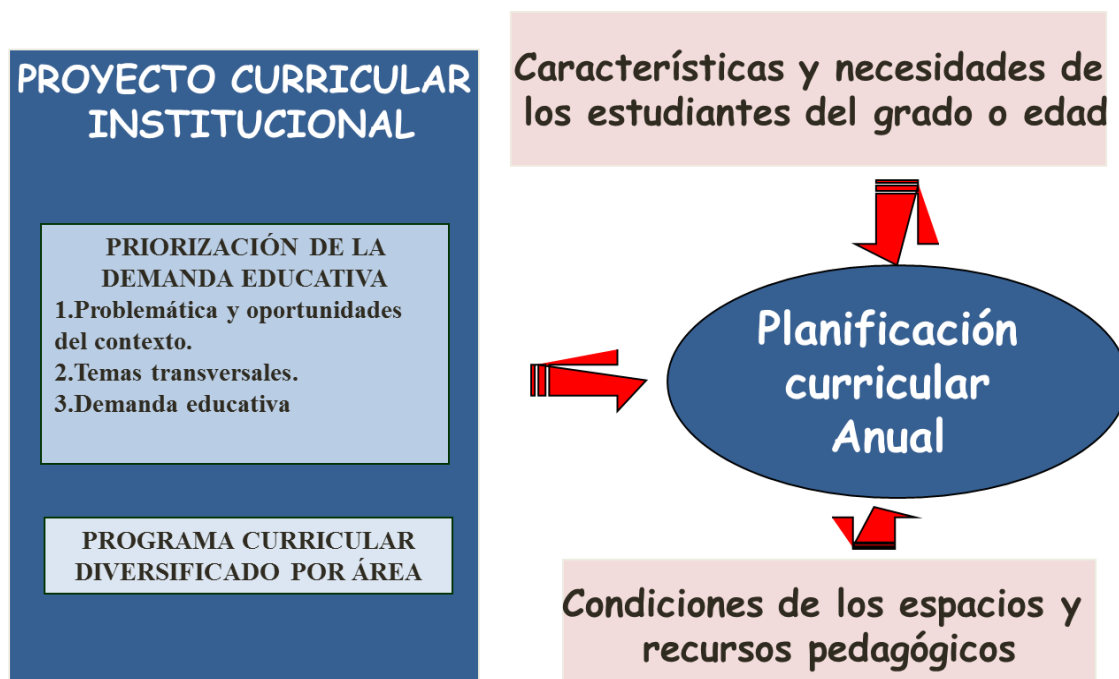 PROYECTO CURRICULAR
INSTITUCIONAL
PRIORIZACIÓN DE LA
DEMANDA EDUCATIVA
1.Problemática y oportunidades
del contexto.
2.Temas transversales.
3.Demanda educativa
PROGRAMA CURRICULAR
DIVERSIFICADO POR ÁREA
Características y necesidades de
los estudiantes del grado o edad
Planificación
curricular
Anual
Condiciones de los espacios y
recursos pedagógicos